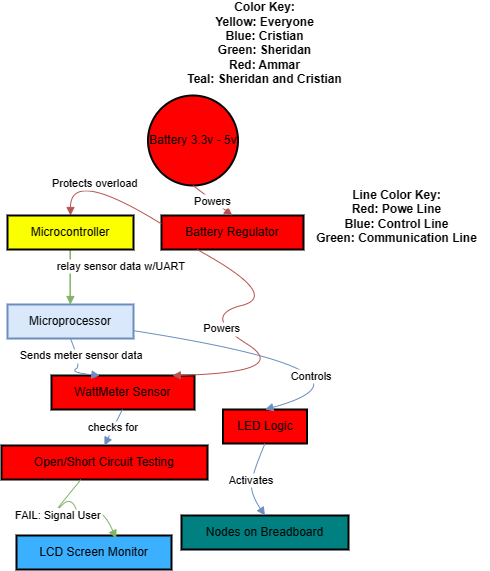 Color Key:
Yellow: Everyone
Blue: Cristian
Green: Sheridan
Red: Ammar
Teal: Sheridan and Cristian
Battery 3.3v - 5v
Protects overload
Powers
Line Color Key:
Red: Powe Line
Blue: Control Line
Green: Communication Line
Microcontroller
Battery Regulator
relay sensor data w/UART
Microprocessor
Powers
Sends meter sensor data
Controls
WattMeter Sensor
checks for
LED Logic
Open/Short Circuit Testing
Activates
FAIL: Signal User
Nodes on Breadboard
LCD Screen Monitor